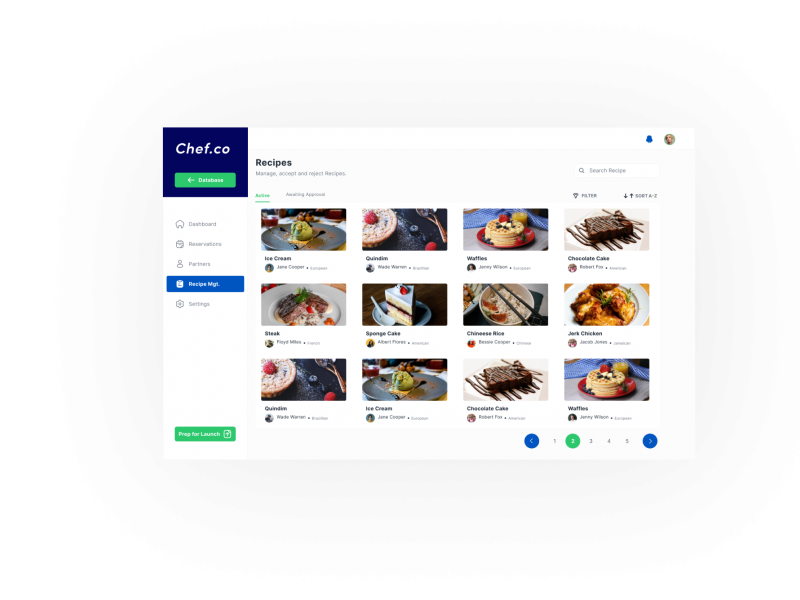 Chef.co
Database
Dashboard
Reservations
Partners
Recipe Mgt.
Settings
Prep for Launch
Recipes
Manage, accept and reject Recipes.
Search Recipe
Active
Awaiting Approval
FILTER
SORT A-Z
Ice Cream
Jane Cooper • European
Quindim
Wade Warren • Brazilian
Waffles
Jenny Wilson • European
Chocolate Cake
Robert Fox • American
Steak
Floyd Miles • French
Sponge Cake
Albert Flores • American
Chineese Rice
Bessie Cooper • Chinese
Jerk Chicken
Jacob Jones • Jamaican
Quindim
Wade Warren • Brazilian
Ice Cream
Jane Cooper • European
Chocolate Cake
Robert Fox • American
Waffles
Jenny Wilson • European
1 2 3 4 5